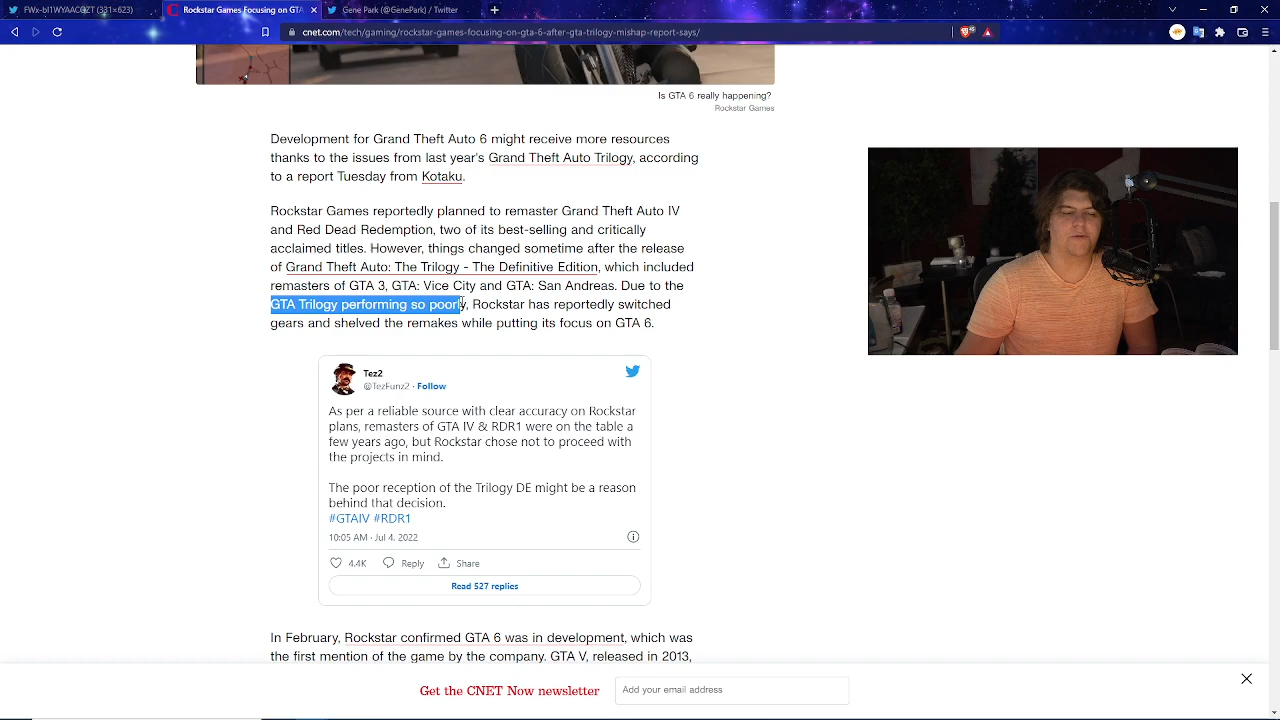 FWx-bl1WYAAC9ZT (331×623)
Rockstar Games Focusing on GTA
Gene Park (@GenePark) / Twitter
cnet.com/tech/gaming/rockstar-games-focusing-on-gta-6-after-gta-trilogy-mishap-report-says/
Is GTA 6 really happening?
Rockstar Games
Development for Grand Theft Auto 6 might receive more resources
thanks to the issues from last year's Grand Theft Auto Trilogy, according
to a report Tuesday from Kotaku.
Rockstar Games reportedly planned to remaster Grand Theft Auto IV
and Red Dead Redemption, two of its best-selling and critically
acclaimed titles. However, things changed sometime after the release
of Grand Theft Auto: The Trilogy - The Definitive Edition, which included
remasters of GTA 3, GTA: Vice City and GTA: San Andreas. Due to the
GTA Trilogy performing so poorly, Rockstar has reportedly switched
gears and shelved the remakes while putting its focus on GTA 6.
Tez2
@TezFunz2 · Follow
As per a reliable source with clear accuracy on Rockstar
plans, remasters of GTA IV & RDR1 were on the table a
few years ago, but Rockstar chose not to proceed with
the projects in mind.
The poor reception of the Trilogy DE might be a reason
behind that decision.
#GTAIV #RDR1
10:05 AM · Jul 4, 2022
4.4K Reply Share
Read 527 replies
In February, Rockstar confirmed GTA 6 was in development, which was
the first mention of the game by the company. GTA V, released in 2013,
Get the CNET Now newsletter
Add your email address